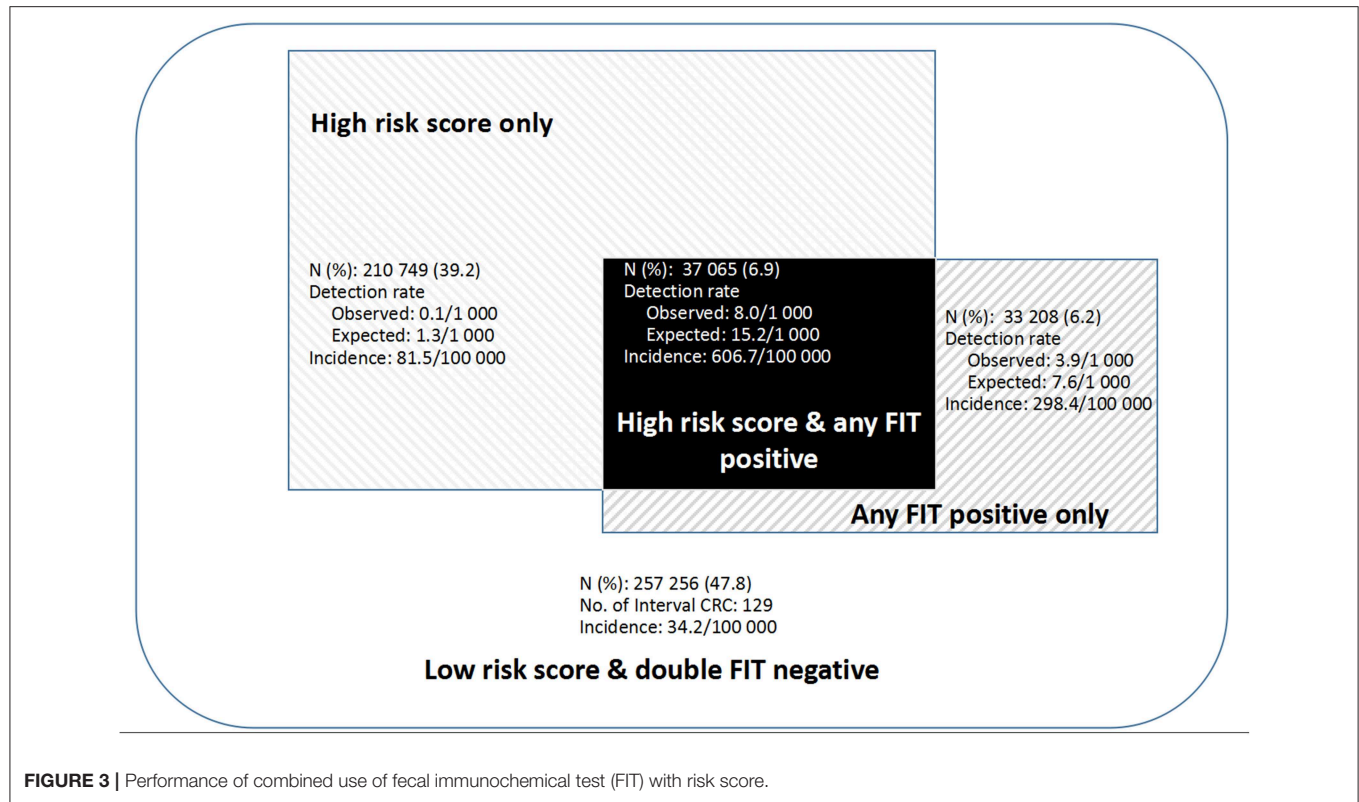 High risk score only
N (%): 210 749 (39.2)
Detection rate
Observed: 0.1/1 000
Expected: 1.3/1 000
Incidence: 81.5/100 000
N (%): 37 065 (6.9)
Detection rate
Observed: 8.0/1 000
Expected: 15.2/1 000
Incidence: 606.7/100 000
High risk score & any FIT
positive
N (%): 33 208 (6.2)
Detection rate
Observed: 3.9/1 000
Expected: 7.6/1 000
Incidence: 298.4/100 000
Any FIT positive only
N (%): 257 256 (47.8)
No. of Interval CRC: 129
Incidence: 34.2/100 000
Low risk score & double FIT negative
FIGURE 3 | Performance of combined use of fecal immunochemical test (FIT) with risk score.